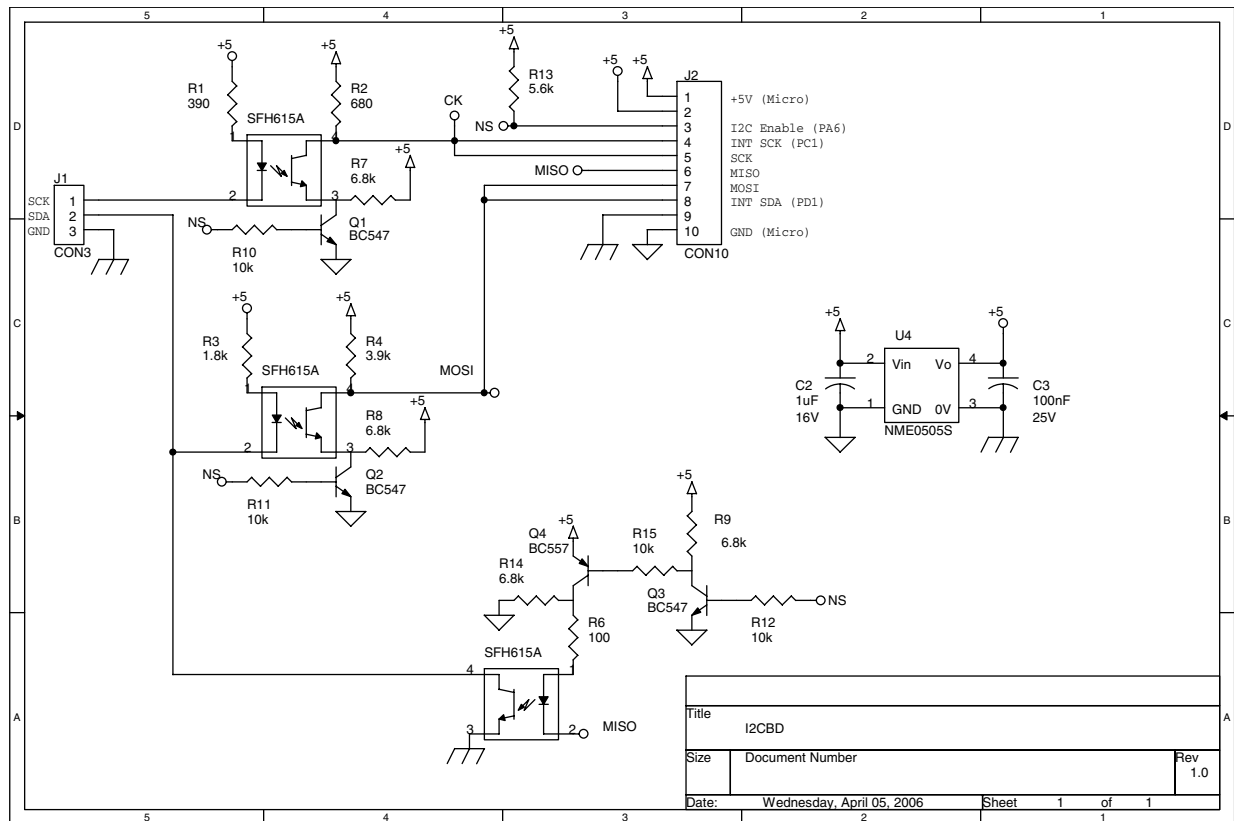 5 4 3 2 1
D
C
B
A
D
C
B
A
+5
R1
390
+5
R2
680
SFH615A
1
4
2
3
R7
6.8k
+5
CK
+5
R13
5.6k
NS
+5
+5
J2
1
2
3
4
5
6
7
8
9
10
CON10
+5V (Micro)
I2C Enable (PA6)
INT SCK (PC1)
SCK
MISO
MOSI
INT SDA (PD1)
GND (Micro)
MISO
J1
SCK
SDA
GND
1
2
3
CON3
NS
R10
10k
Q1
BC547
+5
R3
1.8k
+5
R4
3.9k
SFH615A
1
4
2
3
MOSI
R8
6.8k
+5
NS
R11
10k
Q2
BC547
+5
C2
1uF
16V
U4
2
Vin
Vo
4
1
GND
0V
3
NME0505S
+5
C3
100nF
25V
Q4
BC557
+5
R14
6.8k
R15
10k
+5
R9
6.8k
Q3
BC547
R12
10k
NS
R6
100
SFH615A
4
1
3
2
MISO
Title
I2CBD
Size
Document Number
Rev
1.0
Date:
Wednesday, April 05, 2006
Sheet
1 of 1
5 4 3 2 1